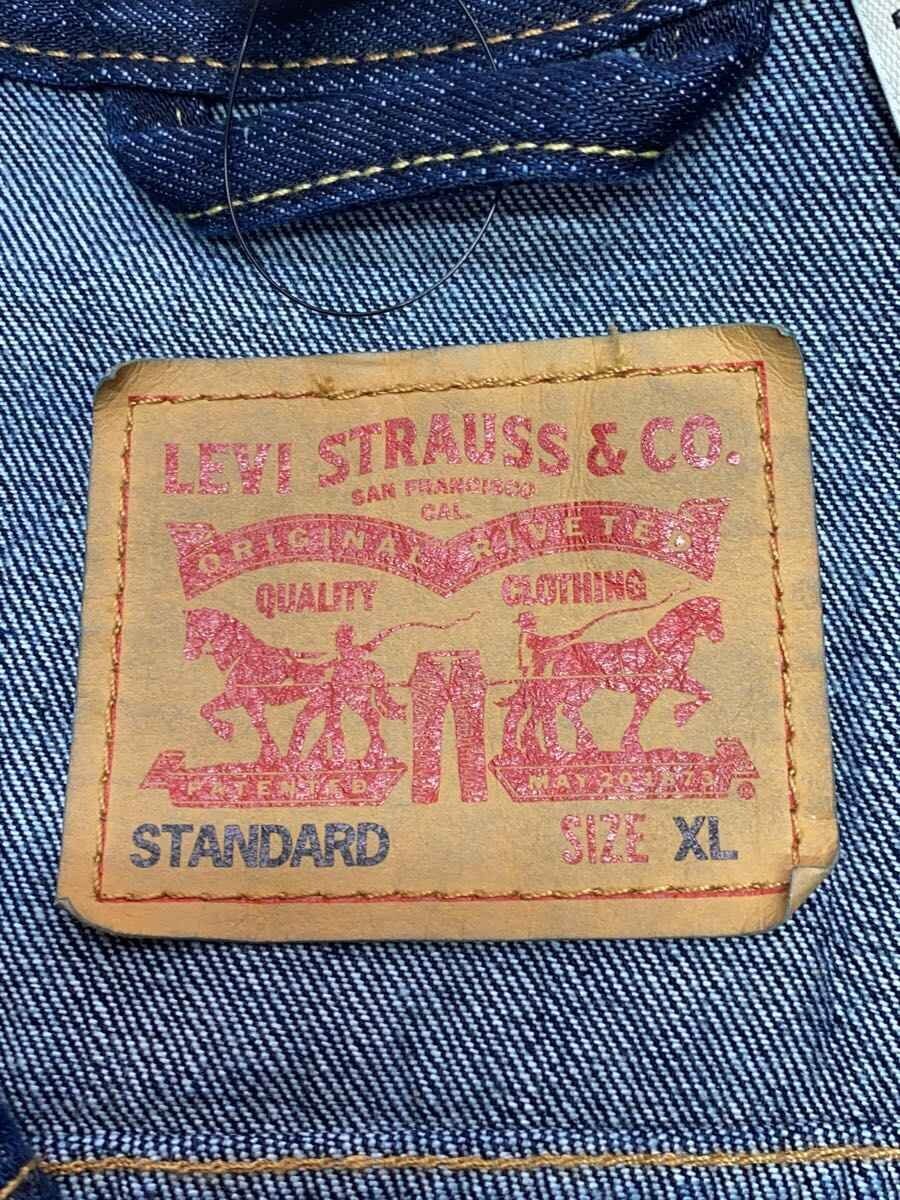 LEVI STRAUSS & CO.
SAN FRANCISCO
CAL.
ORIGINAL RIVETED
QUALITY CLOTHING
PATENTED MAY 20 1873 ®
STANDARD SIZE XL